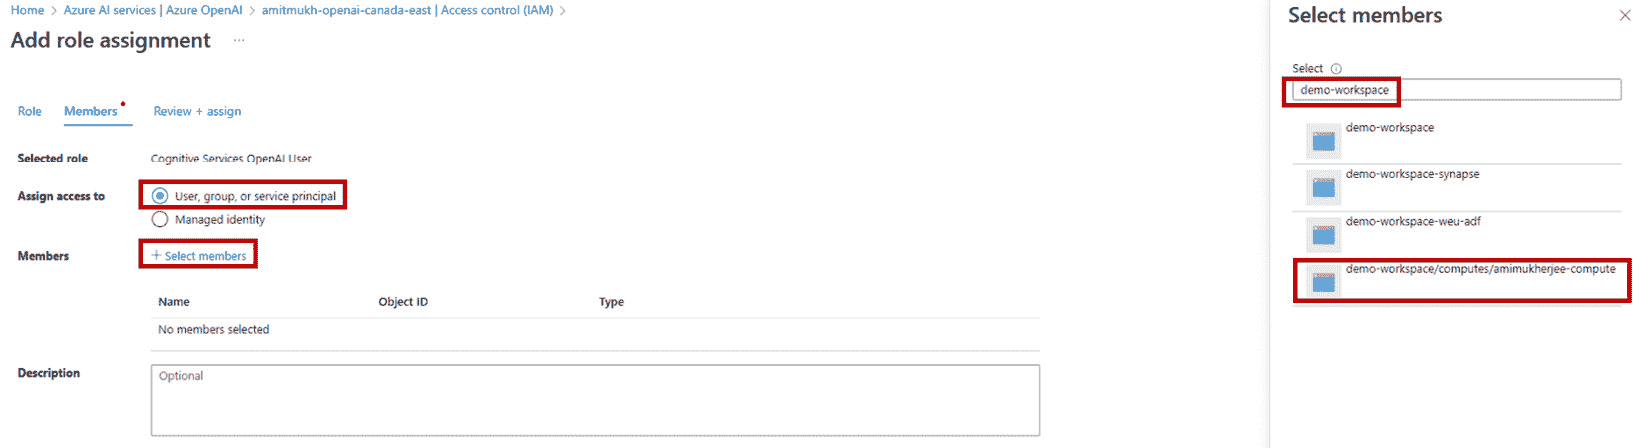 Home > Azure AI services | Azure OpenAI > amitmukh-openai-canada-east | Access control (IAM) >
Add role assignment ...
Role Members Review + assign
Selected role Cognitive Services OpenAI User
Assign access to User, group, or service principal
Managed identity
Members + Select members
Name Object ID Type
No members selected
Description Optional
Select members
Select
demo-workspace
demo-workspace
demo-workspace-synapse
demo-workspace-weu-adf
demo-workspace/computes/amimukherjee-compute